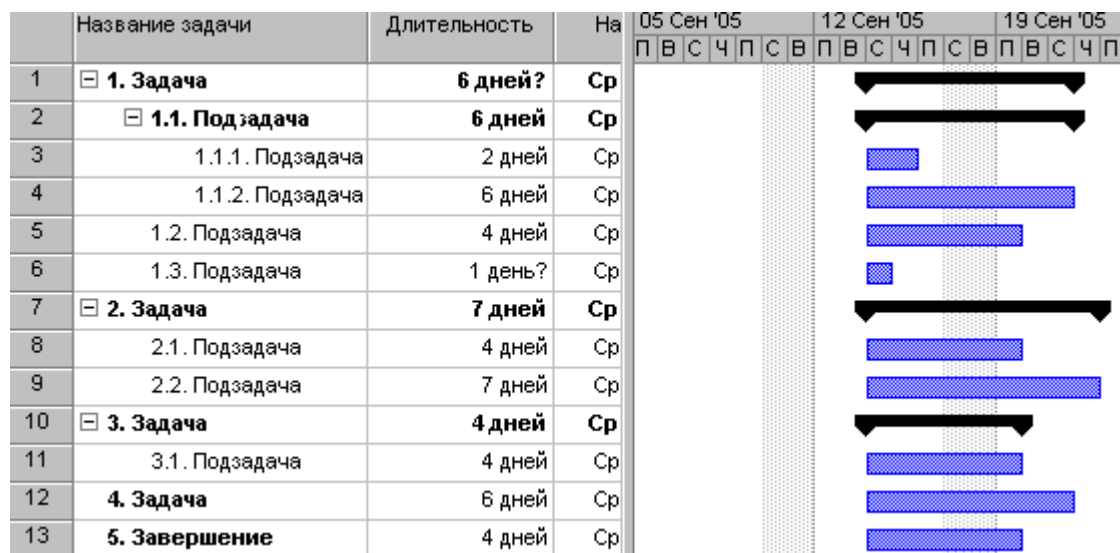 Название задачи Длительность На 05 Сен '05 12 Сен '05 19 Сен '05
П В С Ч П С В П В С Ч П С В П В С Ч П
1 1. Задача 6 дней? Ср
2 1.1. Подзадача 6 дней Ср
3 1.1.1. Подзадача 2 дней Ср
4 1.1.2. Подзадача 6 дней Ср
5 1.2. Подзадача 4 дней Ср
6 1.3. Подзадача 1 день? Ср
7 2. Задача 7 дней Ср
8 2.1. Подзадача 4 дней Ср
9 2.2. Подзадача 7 дней Ср
10 3. Задача 4 дней Ср
11 3.1. Подзадача 4 дней Ср
12 4. Задача 6 дней Ср
13 5. Завершение 4 дней Ср